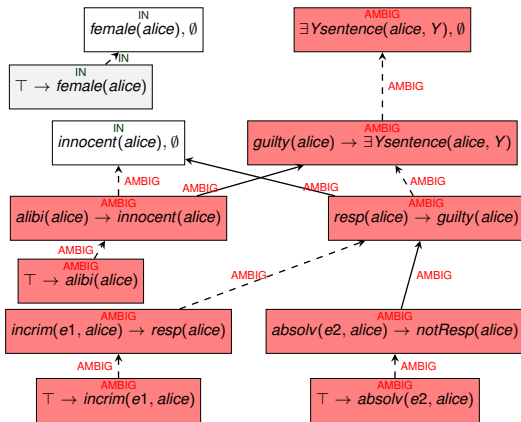 IN
female(alice), ∅
AMBIG
∃Ysentence(alice, Y), ∅
IN
IN
⊤ → female(alice)
AMBIG
IN
innocent(alice), ∅
AMBIG
guilty(alice) → ∃Ysentence(alice, Y)
AMBIG
AMBIG
AMBIG
AMBIG
AMBIG
alibi(alice) → innocent(alice)
AMBIG
resp(alice) → guilty(alice)
AMBIG
AMBIG
⊤ → alibi(alice)
AMBIG
AMBIG
AMBIG
incrim(e1, alice) → resp(alice)
AMBIG
absolv(e2, alice) → notResp(alice)
AMBIG
AMBIG
AMBIG
⊤ → incrim(e1, alice)
AMBIG
⊤ → absolv(e2, alice)